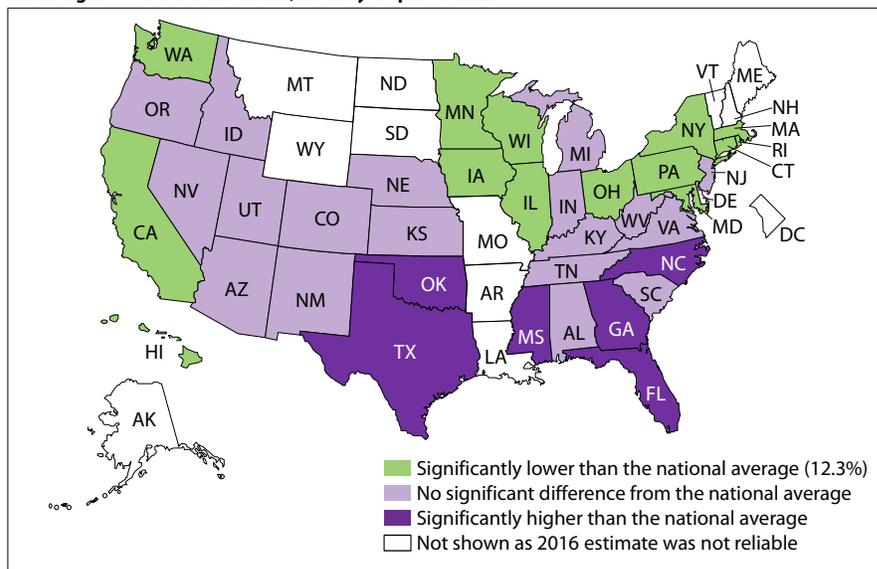 WA
MT
ND
MN
VT
ME
OR
ID
SD
WI
NY
NH
MA
RI
CT
WY
MI
IA
PA
NJ
NV
NE
IL
IN
OH
DE
MD
DC
UT
CO
KS
MO
KY
WV
VA
CA
AZ
NM
OK
AR
TN
NC
SC
TX
LA
MS
AL
GA
HI
FL
AK
Significantly lower than the national average (12.3%)
No significant difference from the national average
Significantly higher than the national average
Not shown as 2016 estimate was not reliable